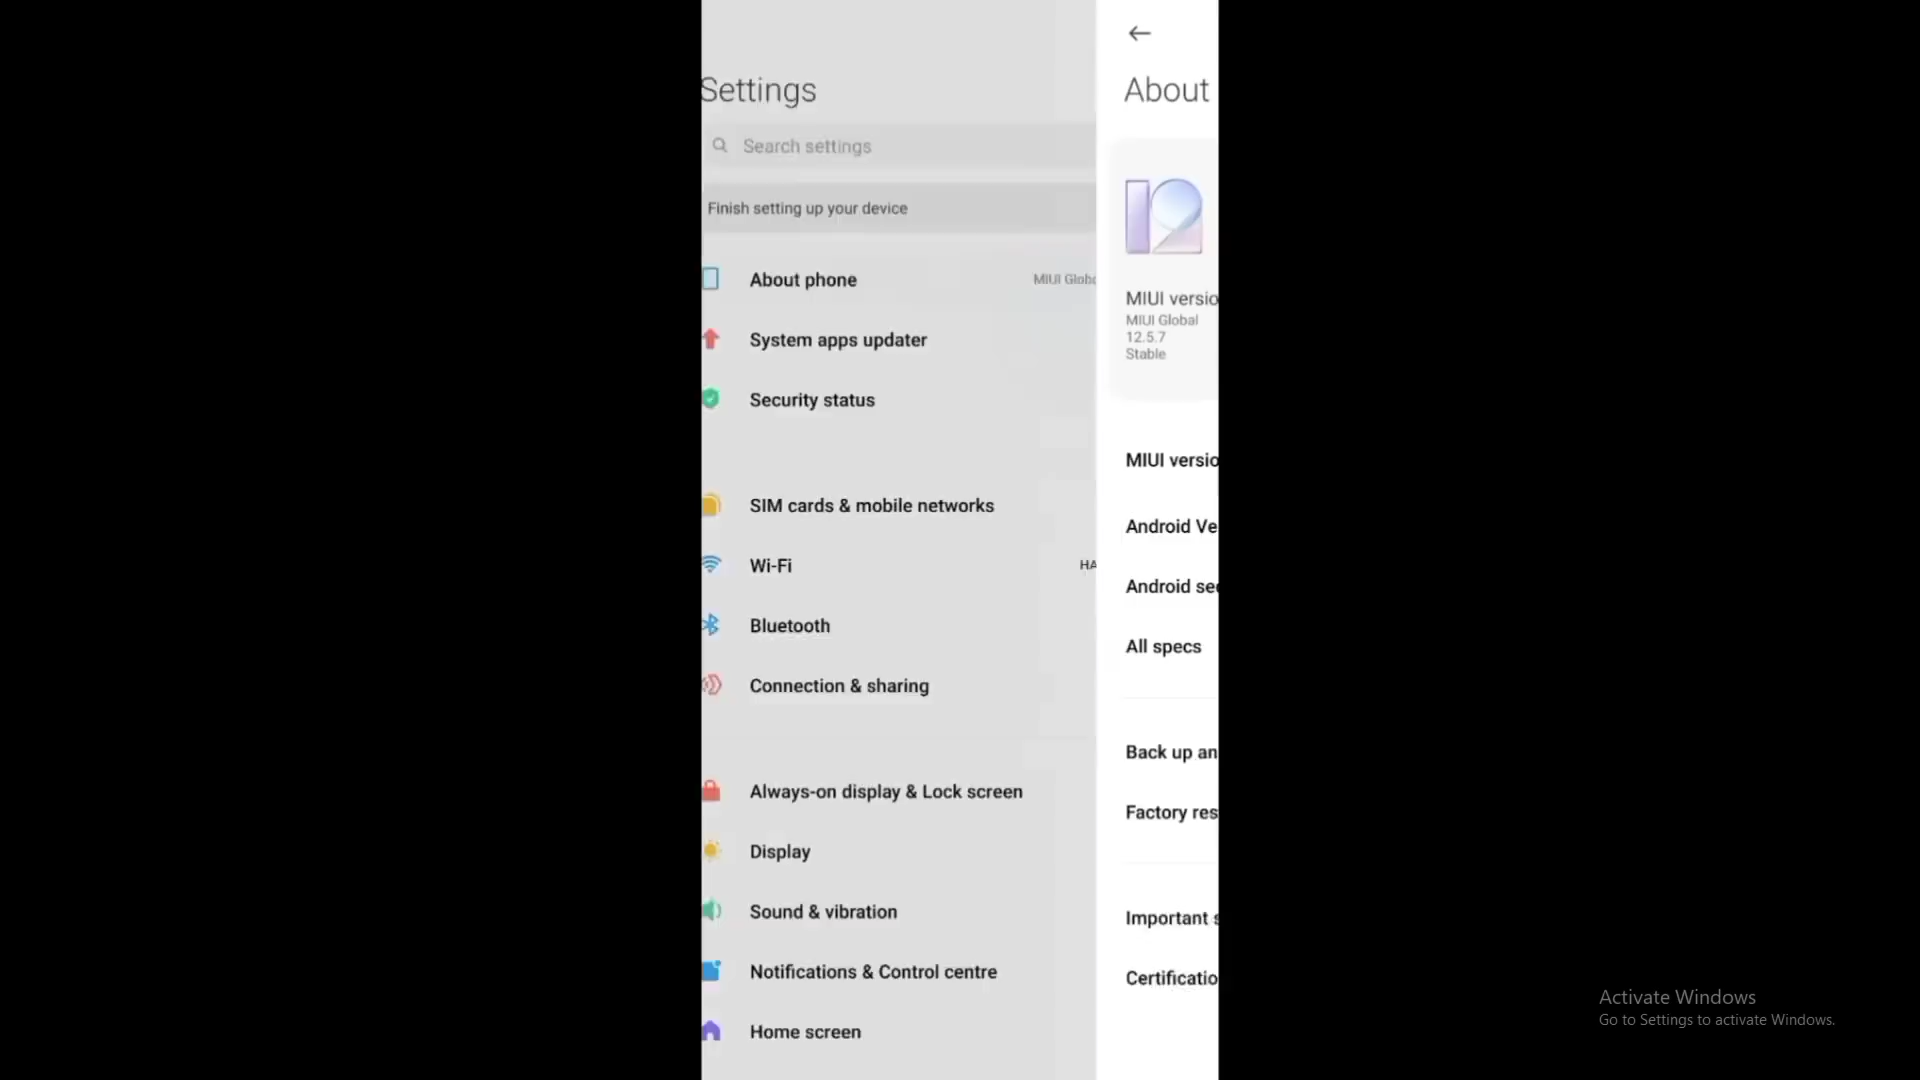 Settings
Search settings
Finish setting up your device
About phone
MIUI Globa
System apps updater
Security status
SIM cards & mobile networks
Wi-Fi
HA
Bluetooth
Connection & sharing
Always-on display & Lock screen
Display
Sound & vibration
Notifications & Control centre
Home screen
About
12
MIUI versio
MIUI Global
12.5.7
Stable
MIUI versio
Android Ve
Android se
All specs
Back up an
Factory res
Important s
Certificatio
Activate Windows
Go to Settings to activate Windows.